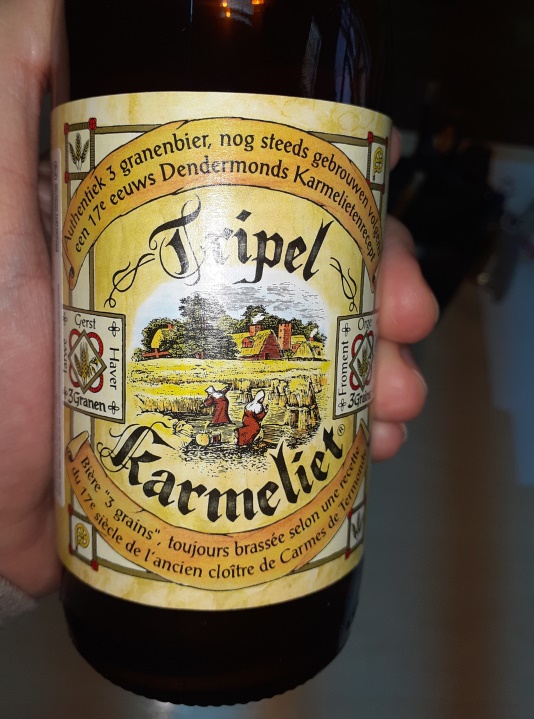 Authentiek 3 granenbier, nog steeds gebrouwen volgens
een 17e eeuws Dendermonds Karmelietenrecept
Tripel
Gerst
Haver
3Granen
Orge
Froment
Karmeliet®
Bière "3 grains", toujours brassée selon une recette
du 17e siècle de l'ancien cloître de Carmes de Termonde